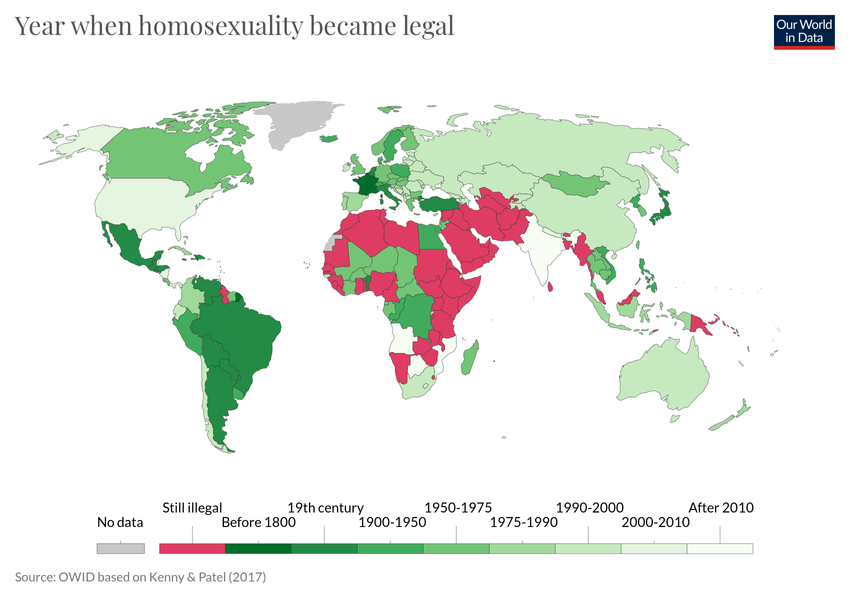 Year when homosexuality became legal
Our World
in Data
Still illegal
19th century
1950-1975
1990-2000
After 2010
No data
Before 1800
1900-1950
1975-1990
2000-2010
Source: OWID based on Kenny & Patel (2017)